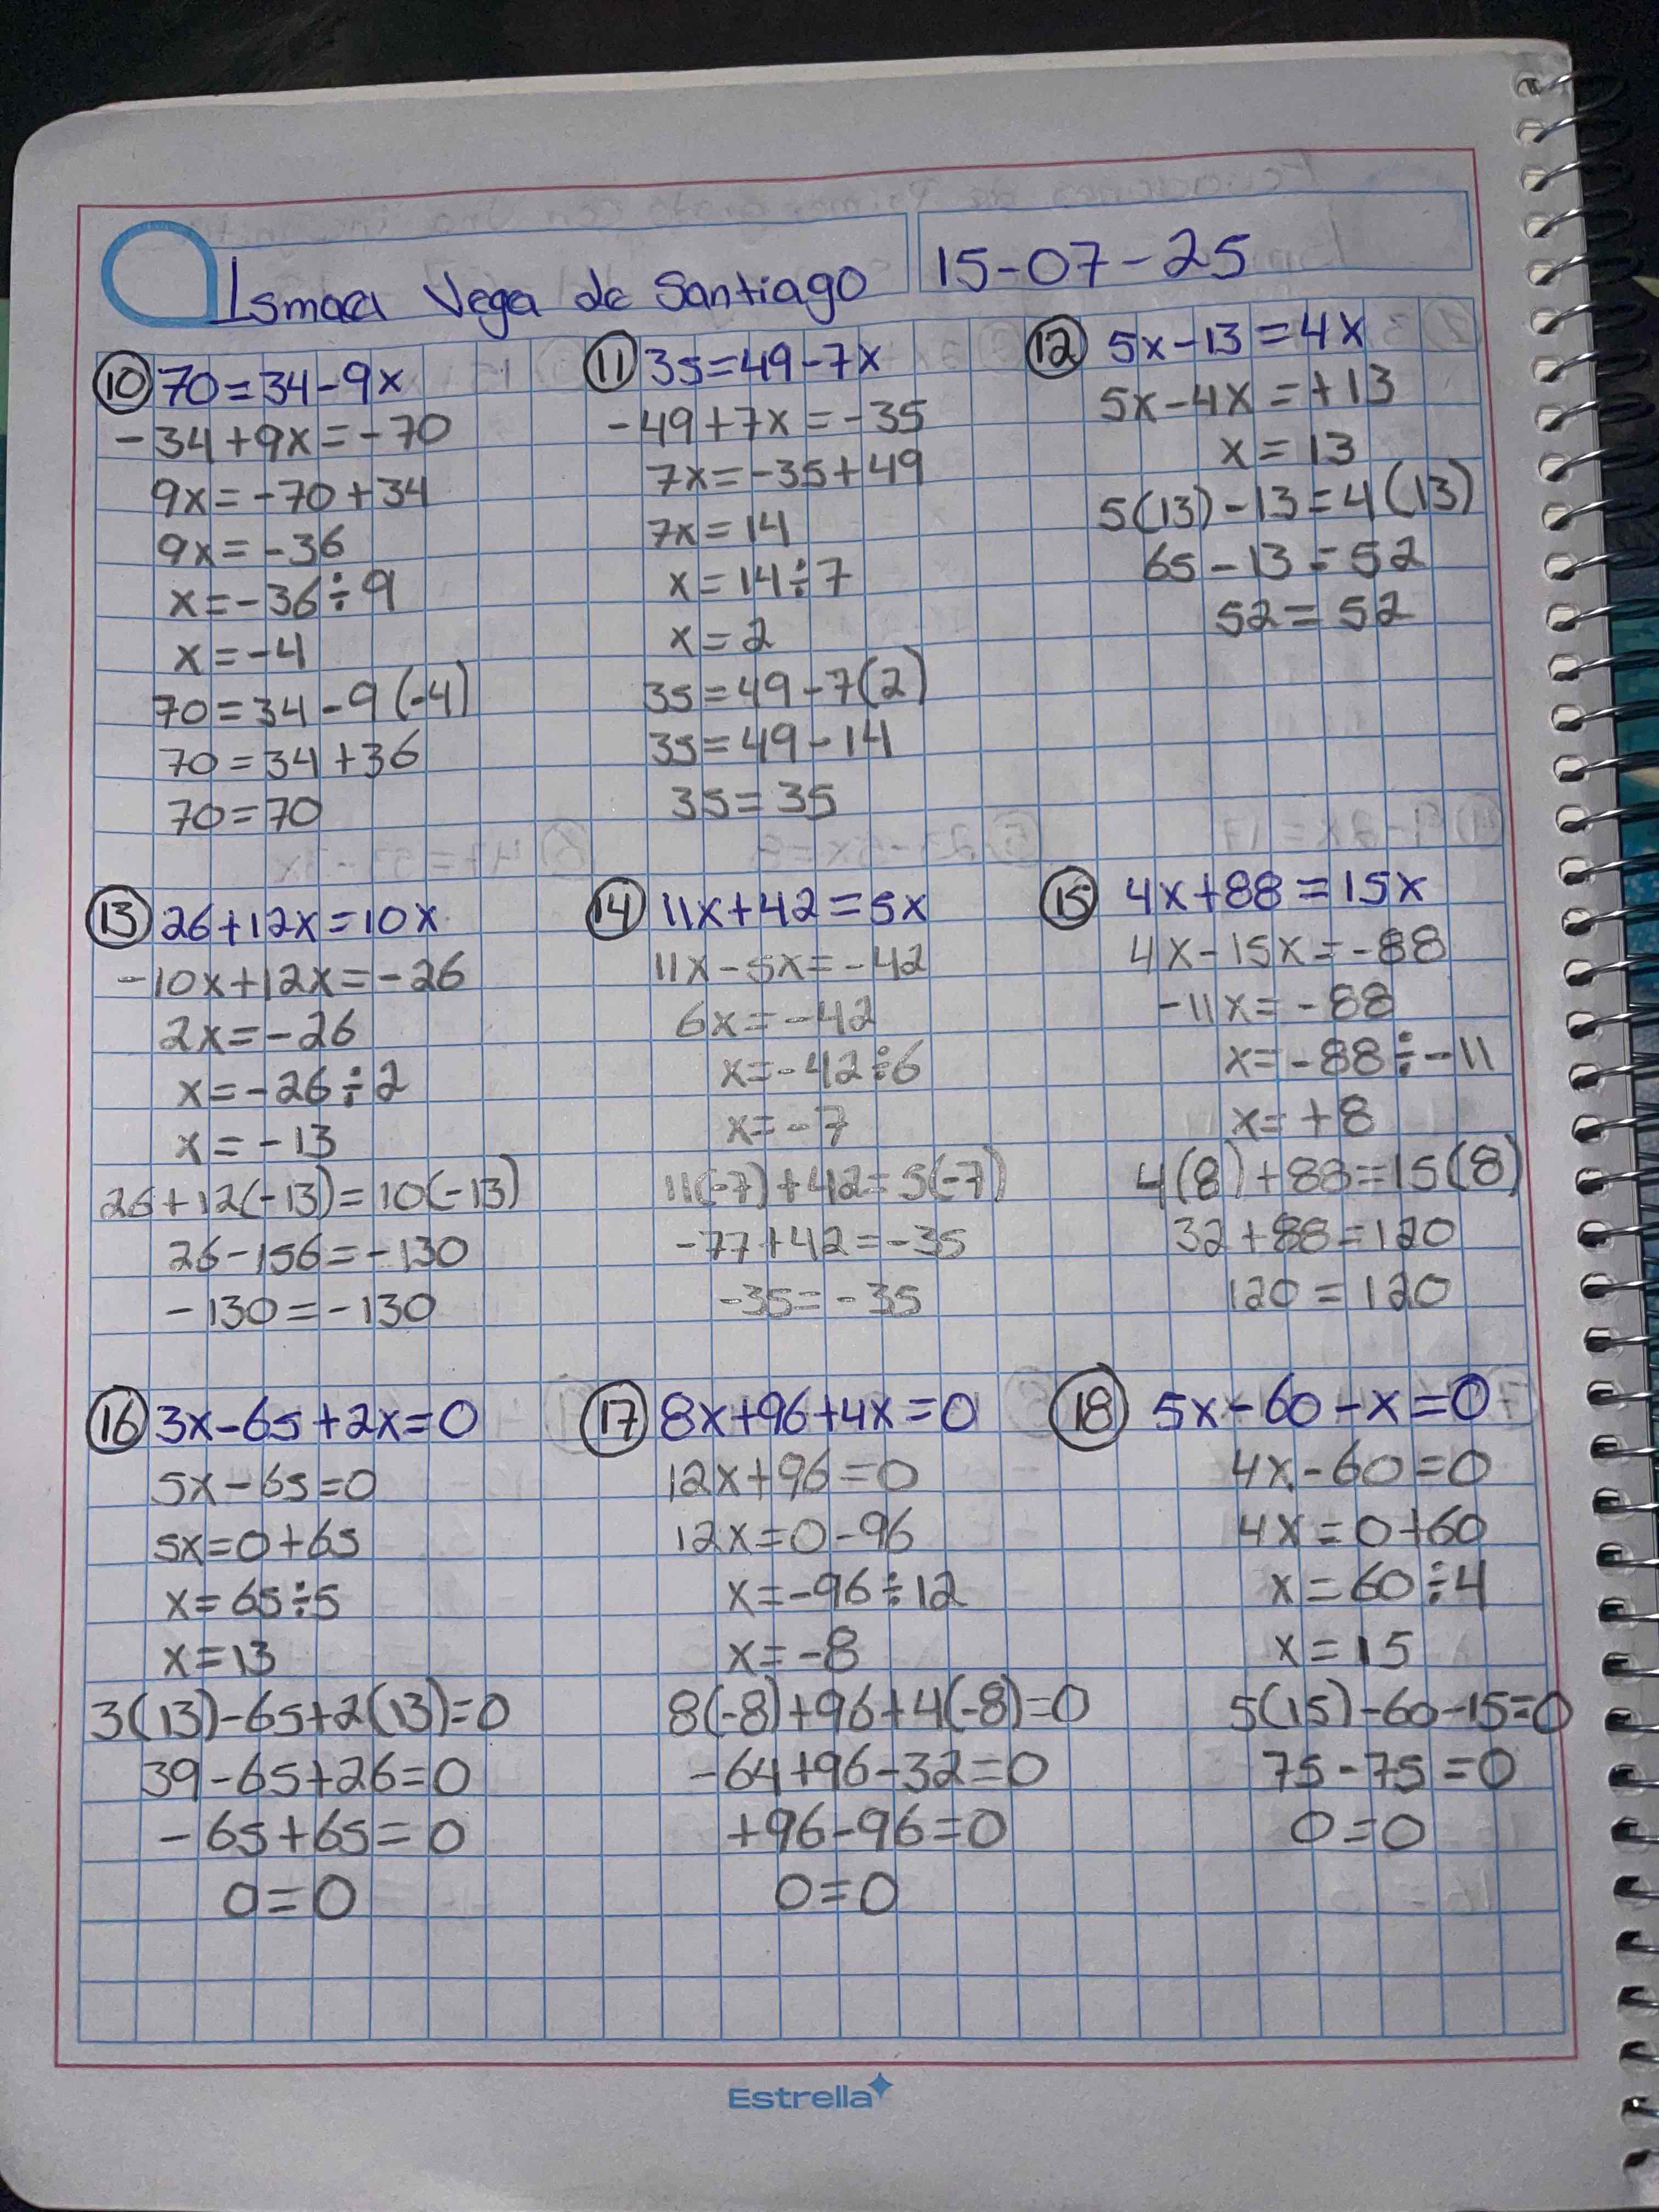 Ismael Vega de Santiago
15-07-25
⑩ 70=34-9x
-34+9x=-70
9x=-70+34
9x=-36
x=-36÷9
x=-4
70=34-9(-4)
70=34+36
70=70
⑪ 35=49-7x
-49+7x=-35
7x=-35+49
7x=14
x=14÷7
x=2
35=49-7(2)
35=49-14
35=35
⑫ 5x-13=4x
5x-4x=+13
x=13
5(13)-13=4(13)
65-13=52
52=52
⑬ 26+12x=10x
-10x+12x=-26
2x=-26
x=-26÷2
x=-13
26+12(-13)=10(-13)
26-156=-130
-130=-130
⑭ 11x+42=5x
11x-5x=-42
6x=-42
x=-42÷6
x=-7
11(-7)+42=5(-7)
-77+42=-35
-35=-35
⑮ 4x+88=15x
4x-15x=-88
-11x=-88
x=-88÷-11
x=+8
4(8)+88=15(8)
32+88=120
120=120
⑯ 3x-65+2x=0
5x-65=0
5x=0+65
x=65÷5
x=13
3(13)-65+2(13)=0
39-65+26=0
-65+65=0
0=0
⑰ 8x+96+4x=0
12x+96=0
12x=0-96
x=-96÷12
x=-8
8(-8)+96+4(-8)=0
-64+96-32=0
+96-96=0
0=0
⑱ 5x-60-x=0
4x-60=0
4x=0+60
x=60÷4
x=15
5(15)-60-15=0
75-75=0
0=0
Estrella